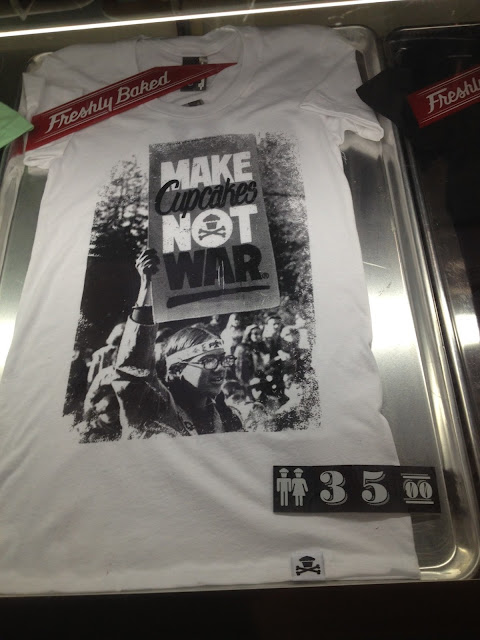 Freshly Baked
Freshly
MAKE
Cupcakes
NOT
WAR.
35 00